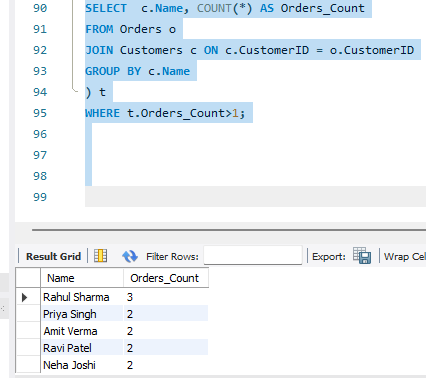 90 SELECT c.Name, COUNT(*) AS Orders_Count
91 FROM Orders o
92 JOIN Customers c ON c.CustomerID = o.CustomerID
93 GROUP BY c.Name
94 ) t
95 WHERE t.Orders_Count>1;
96
97
98
99
Result Grid Filter Rows: Export: Wrap Cel
Name Orders_Count
Rahul Sharma 3
Priya Singh 2
Amit Verma 2
Ravi Patel 2
Neha Joshi 2